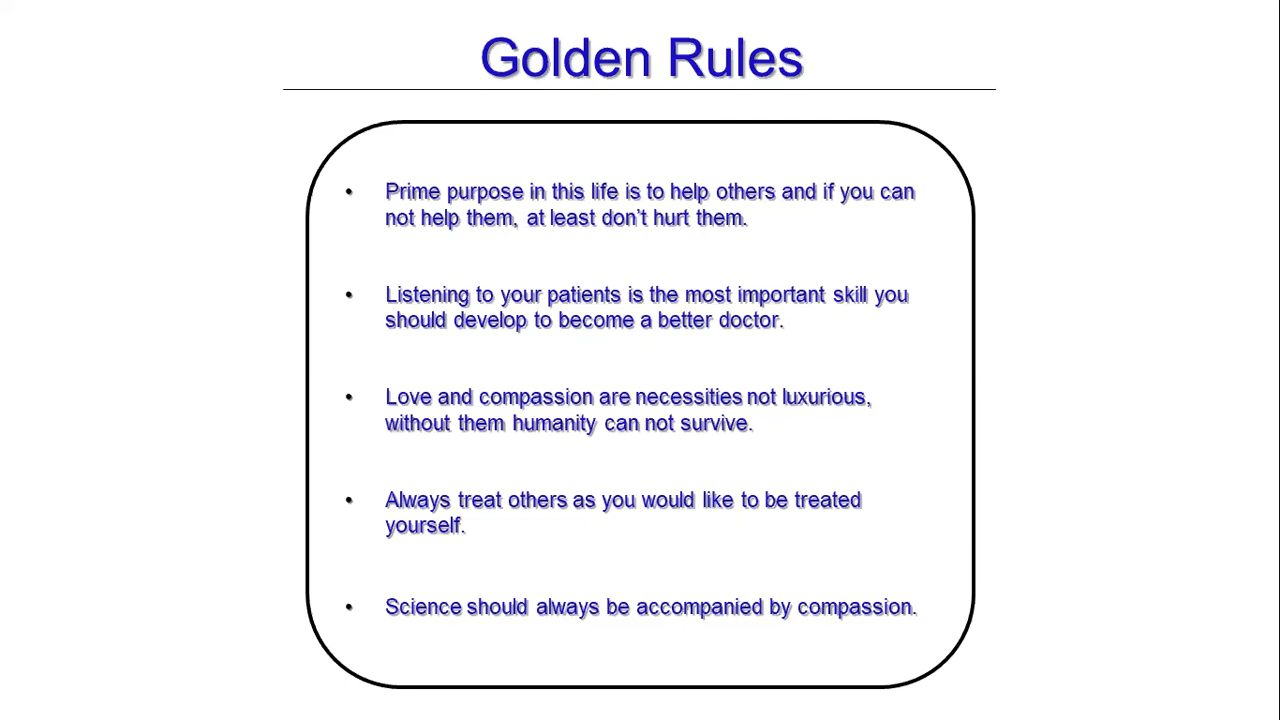 Golden Rules
• Prime purpose in this life is to help others and if you can
not help them, at least don't hurt them.
• Listening to your patients is the most important skill you
should develop to become a better doctor.
• Love and compassion are necessities not luxurious,
without them humanity can not survive.
• Always treat others as you would like to be treated
yourself.
• Science should always be accompanied by compassion.